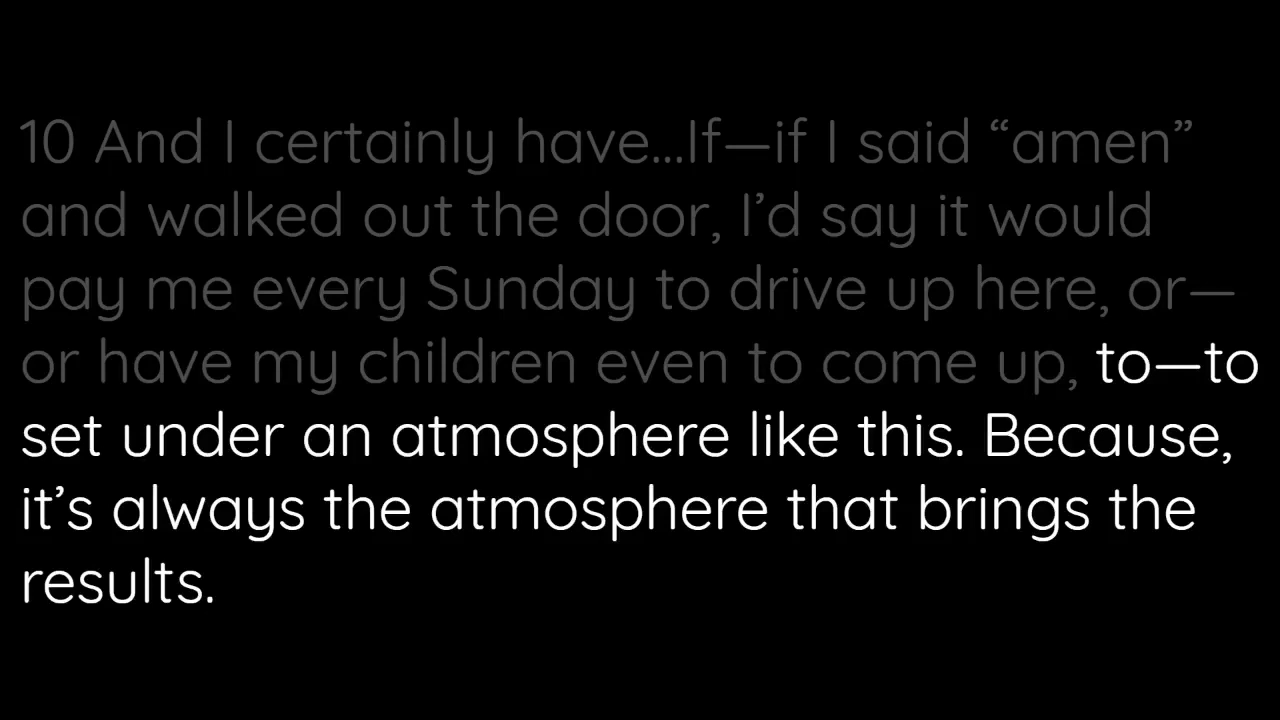 10 And I certainly have...If—if I said “amen”
and walked out the door, I’d say it would
pay me every Sunday to drive up here, or—
or have my children even to come up, to—to
set under an atmosphere like this. Because,
it’s always the atmosphere that brings the
results.